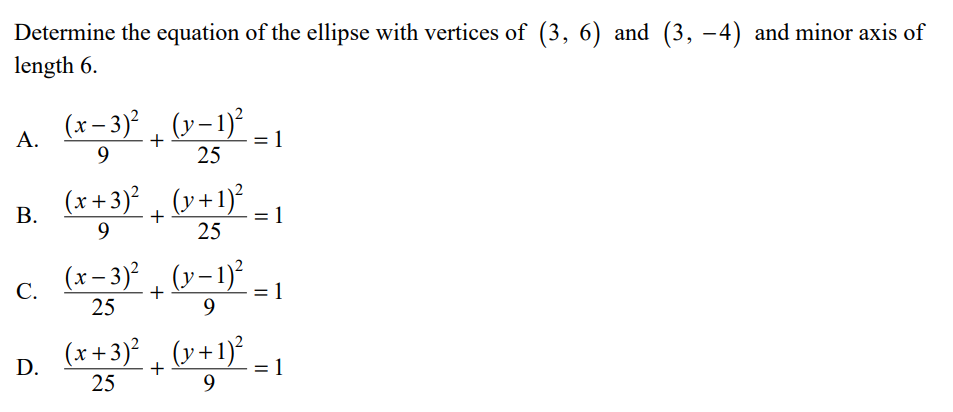 Determine the equation of the ellipse with vertices of (3, 6) and (3, −4) and minor axis of
length 6.
A. (x−3)²/9 + (y−1)²/25 = 1
B. (x+3)²/9 + (y+1)²/25 = 1
C. (x−3)²/25 + (y−1)²/9 = 1
D. (x+3)²/25 + (y+1)²/9 = 1